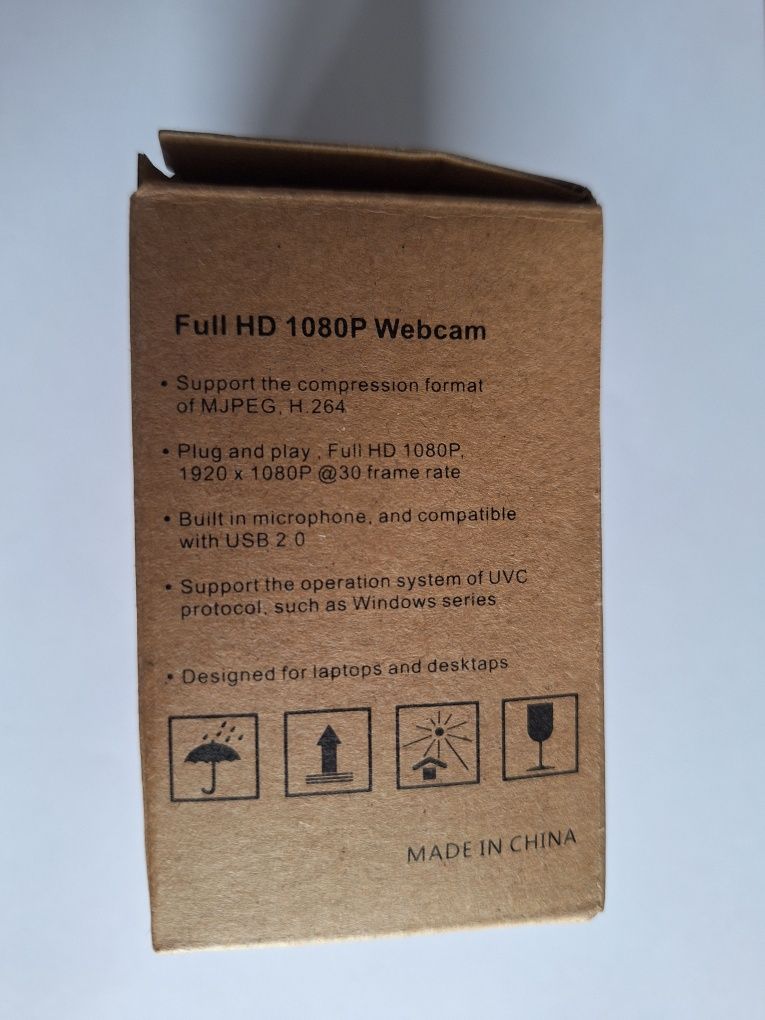 Full HD 1080P Webcam
• Support the compression format
of MJPEG, H.264
• Plug and play , Full HD 1080P,
1920 x 1080P @30 frame rate
• Built in microphone, and compatible
with USB 2.0
• Support the operation system of UVC
protocol, such as Windows series
• Designed for laptops and desktaps
MADE IN CHINA